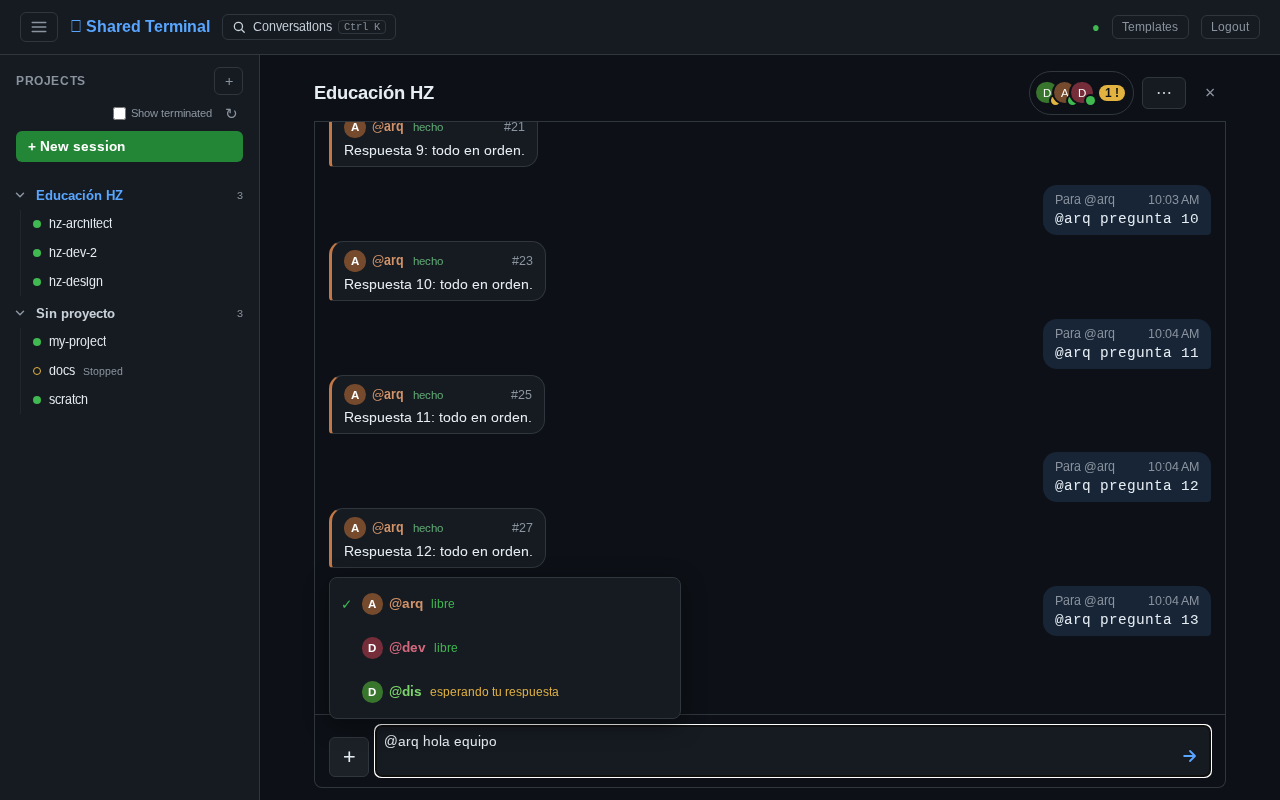 Shared Terminal
Conversations Ctrl K
Templates
Logout
PROJECTS
+
Show terminated ↻
+ New session
Educación HZ 3
hz-architect
hz-dev-2
hz-design
Sin proyecto 3
my-project
docs Stopped
scratch
Educación HZ
D A D 1 !
⋯
×
A @arq hecho #21
Respuesta 9: todo en orden.
Para @arq 10:03 AM
@arq pregunta 10
A @arq hecho #23
Respuesta 10: todo en orden.
Para @arq 10:04 AM
@arq pregunta 11
A @arq hecho #25
Respuesta 11: todo en orden.
Para @arq 10:04 AM
@arq pregunta 12
A @arq hecho #27
Respuesta 12: todo en orden.
Para @arq 10:04 AM
@arq pregunta 13
✓ A @arq libre
D @dev libre
D @dis esperando tu respuesta
+
@arq hola equipo